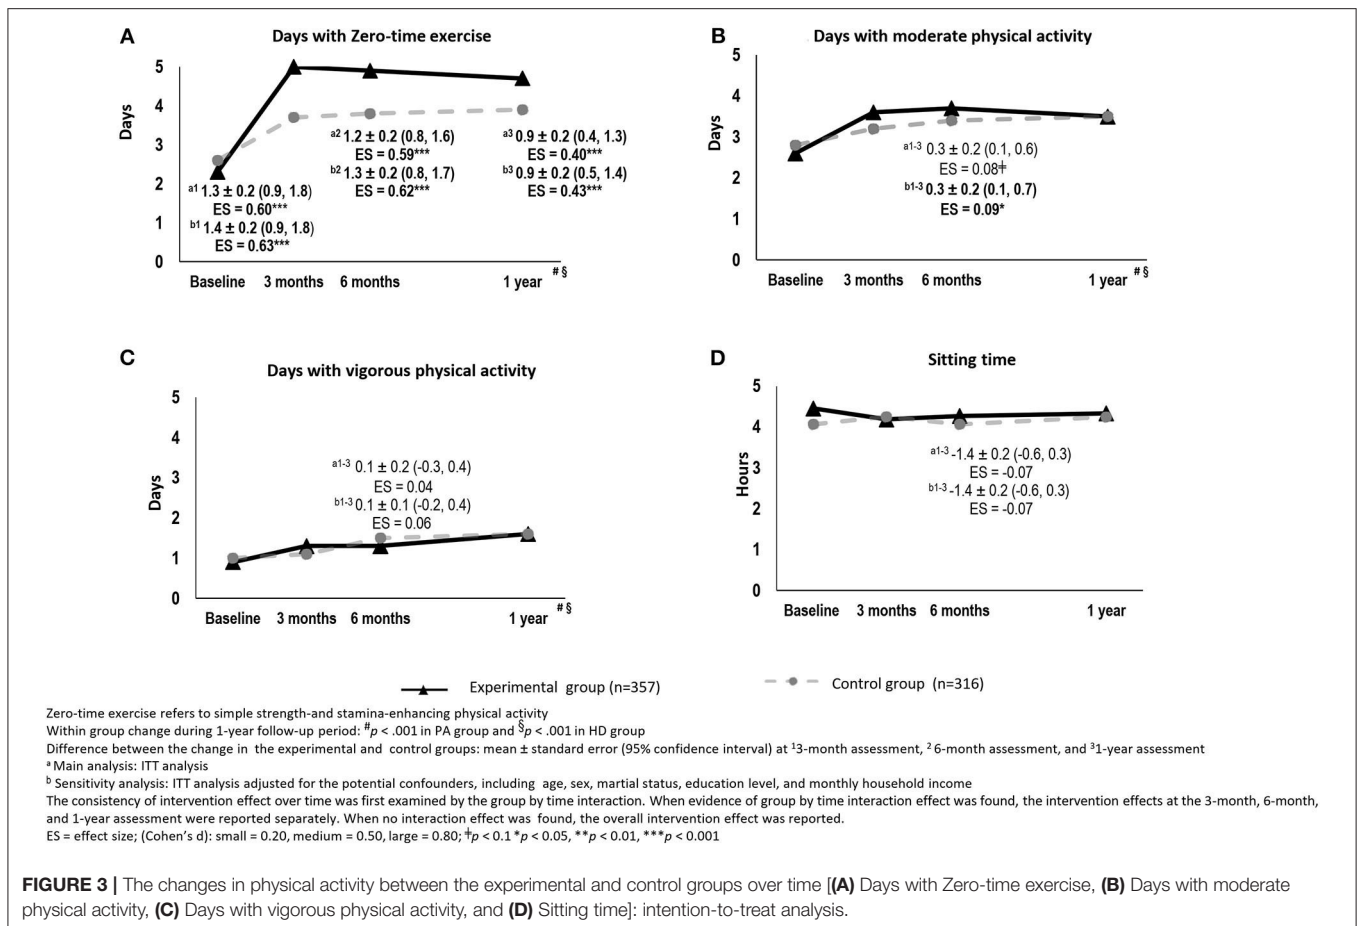 A
Days with Zero-time exercise
5
4
3
2
1
0
Days
a2 1.2 ± 0.2 (0.8, 1.6)
ES = 0.59***
b2 1.3 ± 0.2 (0.8, 1.7)
ES = 0.62***
a3 0.9 ± 0.2 (0.4, 1.3)
ES = 0.40***
b3 0.9 ± 0.2 (0.5, 1.4)
ES = 0.43***
a1 1.3 ± 0.2 (0.9, 1.8)
ES = 0.60***
b1 1.4 ± 0.2 (0.9, 1.8)
ES = 0.63***
Baseline 3 months 6 months 1 year # §
B
Days with moderate physical activity
5
4
3
2
1
0
Days
a1-3 0.3 ± 0.2 (0.1, 0.6)
ES = 0.08ǂ
b1-3 0.3 ± 0.2 (0.1, 0.7)
ES = 0.09*
Baseline 3 months 6 months 1 year # §
C
Days with vigorous physical activity
5
4
3
2
1
0
Days
a1-3 0.1 ± 0.2 (-0.3, 0.4)
ES = 0.04
b1-3 0.1 ± 0.1 (-0.2, 0.4)
ES = 0.06
Baseline 3 months 6 months 1 year # §
D
Sitting time
5
4
3
2
1
0
Hours
a1-3 -1.4 ± 0.2 (-0.6, 0.3)
ES = -0.07
b1-3 -1.4 ± 0.2 (-0.6, 0.3)
ES = -0.07
Baseline 3 months 6 months 1 year
Experimental group (n=357)
Control group (n=316)
Zero-time exercise refers to simple strength-and stamina-enhancing physical activity
Within group change during 1-year follow-up period: #p < .001 in PA group and §p < .001 in HD group
Difference between the change in the experimental and control groups: mean ± standard error (95% confidence interval) at 13-month assessment, 2 6-month assessment, and 31-year assessment
a Main analysis: ITT analysis
b Sensitivity analysis: ITT analysis adjusted for the potential confounders, including age, sex, martial status, education level, and monthly household income
The consistency of intervention effect over time was first examined by the group by time interaction. When evidence of group by time interaction effect was found, the intervention effects at the 3-month, 6-month,
and 1-year assessment were reported separately. When no interaction effect was found, the overall intervention effect was reported.
ES = effect size; (Cohen's d): small = 0.20, medium = 0.50, large = 0.80; ǂp < 0.1 *p < 0.05, **p < 0.01, ***p < 0.001
FIGURE 3 | The changes in physical activity between the experimental and control groups over time [(A) Days with Zero-time exercise, (B) Days with moderate
physical activity, (C) Days with vigorous physical activity, and (D) Sitting time]: intention-to-treat analysis.